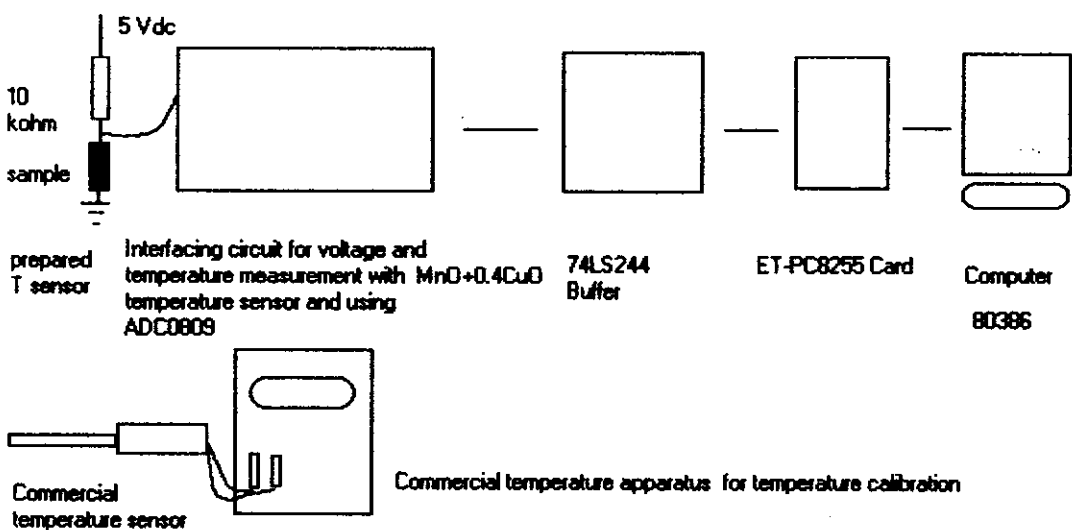 5 Vdc
10
kohm
sample
prepared
T sensor
Interfacing circuit for voltage and
temperature measurement with MnO+0.4CuO
temperature sensor and using
ADC0809
74LS244
Buffer
ET-PC8255 Card
Computer
80386
Commercial
temperature sensor
Commercial temperature apparatus for temperature calibration